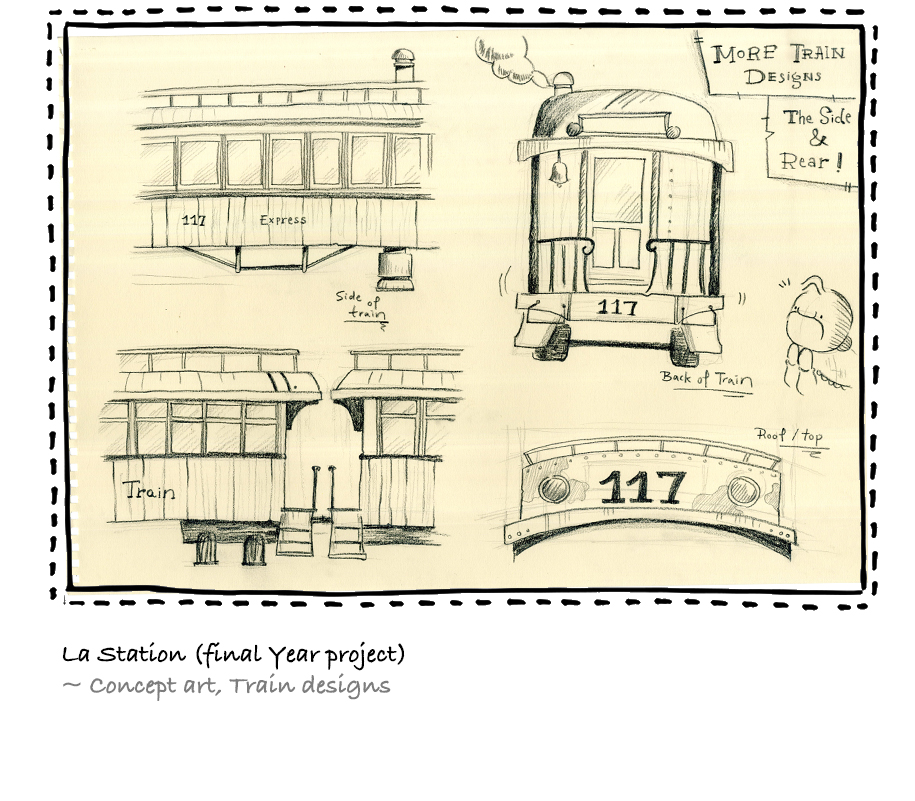 MORE TRAIN
DESIGNS
The Side
&
Rear!
117 Express
Side of
train
117
Back of Train
Train
Roof / top
117
La Station (final Year project)
~ Concept art, Train designs